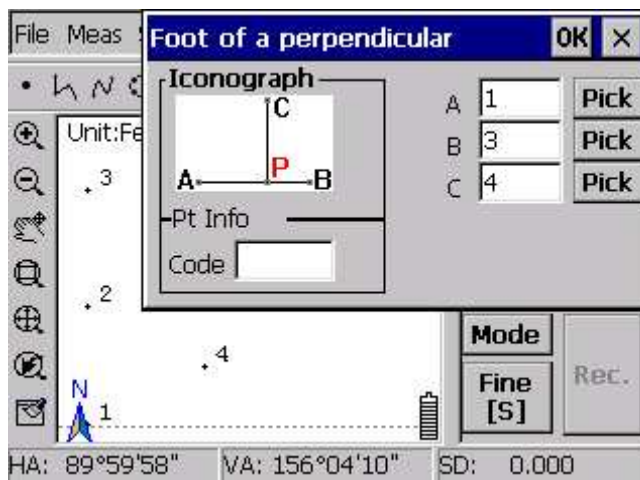 File Meas
Foot of a perpendicular OK ×
Iconograph
C
A P B
Pt Info
Code
A 1 Pick
B 3 Pick
C 4 Pick
Unit:Fe
3
2
4
N
1
Mode
Fine
[S]
Rec.
HA: 89°59'58" VA: 156°04'10" SD: 0.000